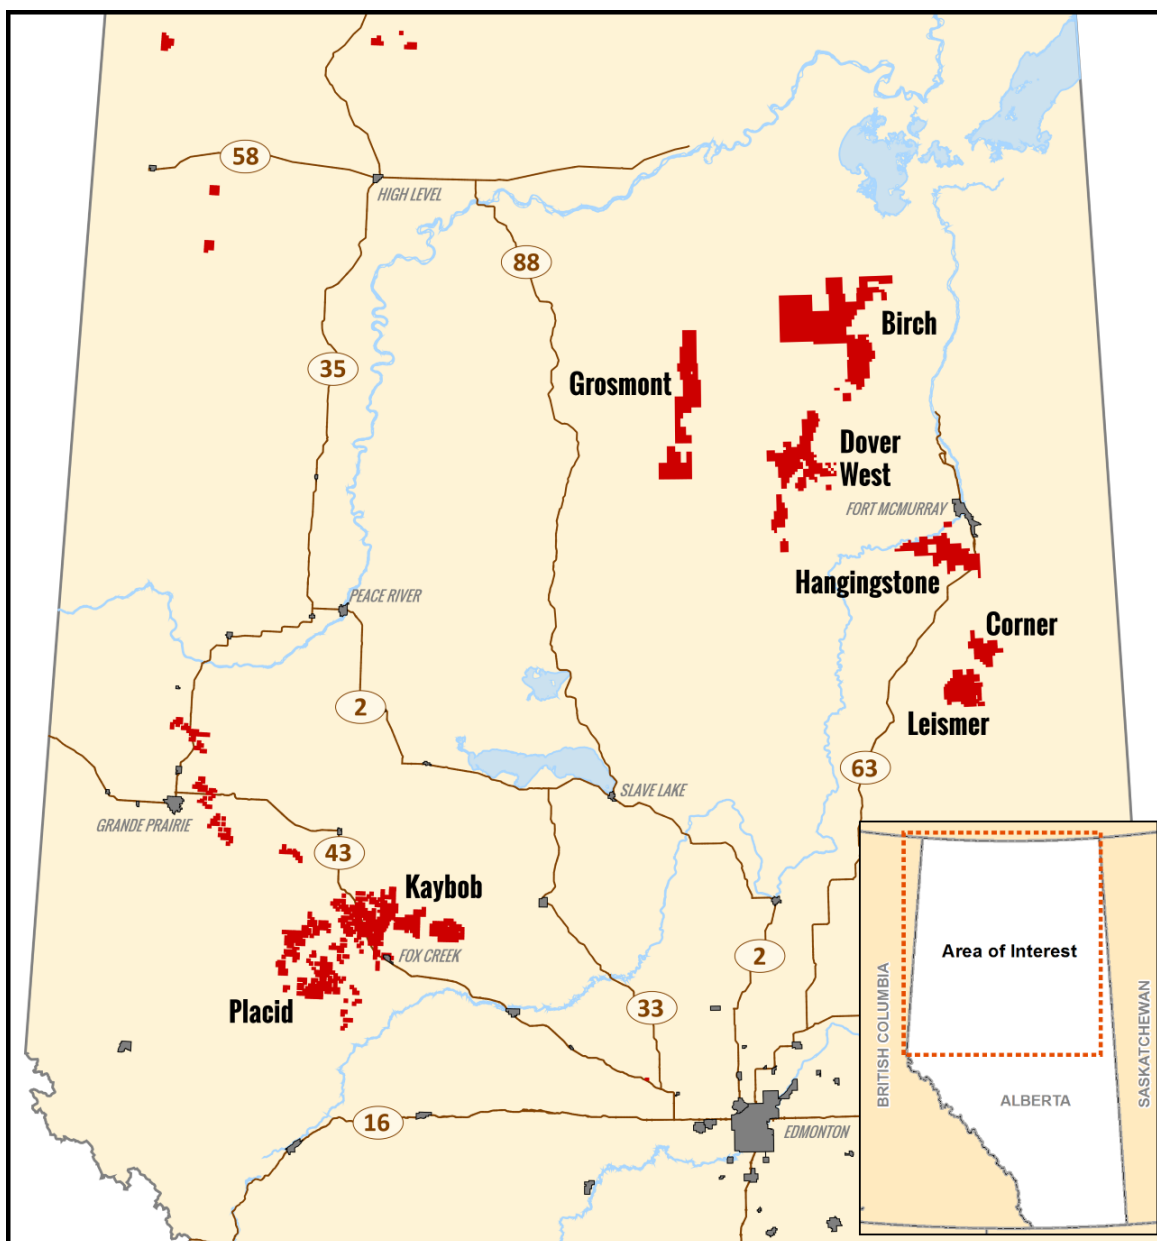 58
HIGH LEVEL
88
Birch
35
Grosmont
Dover
West
FORT MCMURRAY
Hangingstone
PEACE RIVER
Corner
2
Leismer
63
SLAVE LAKE
GRANDE PRAIRIE
43
Kaybob
FOX CREEK
2
Placid
33
16
EDMONTON
Area of Interest
BRITISH COLUMBIA
SASKATCHEWAN
ALBERTA